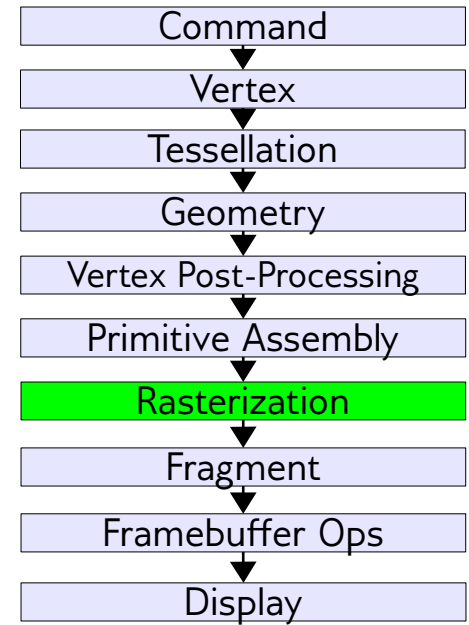 Command
Vertex
Tessellation
Geometry
Vertex Post-Processing
Primitive Assembly
Rasterization
Fragment
Framebuffer Ops
Display